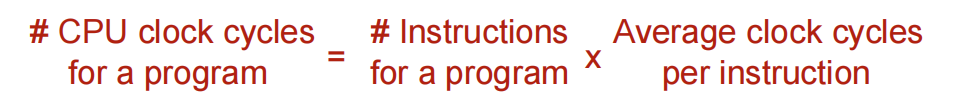 # CPU clock cycles for a program = # Instructions for a program x Average clock cycles per instruction